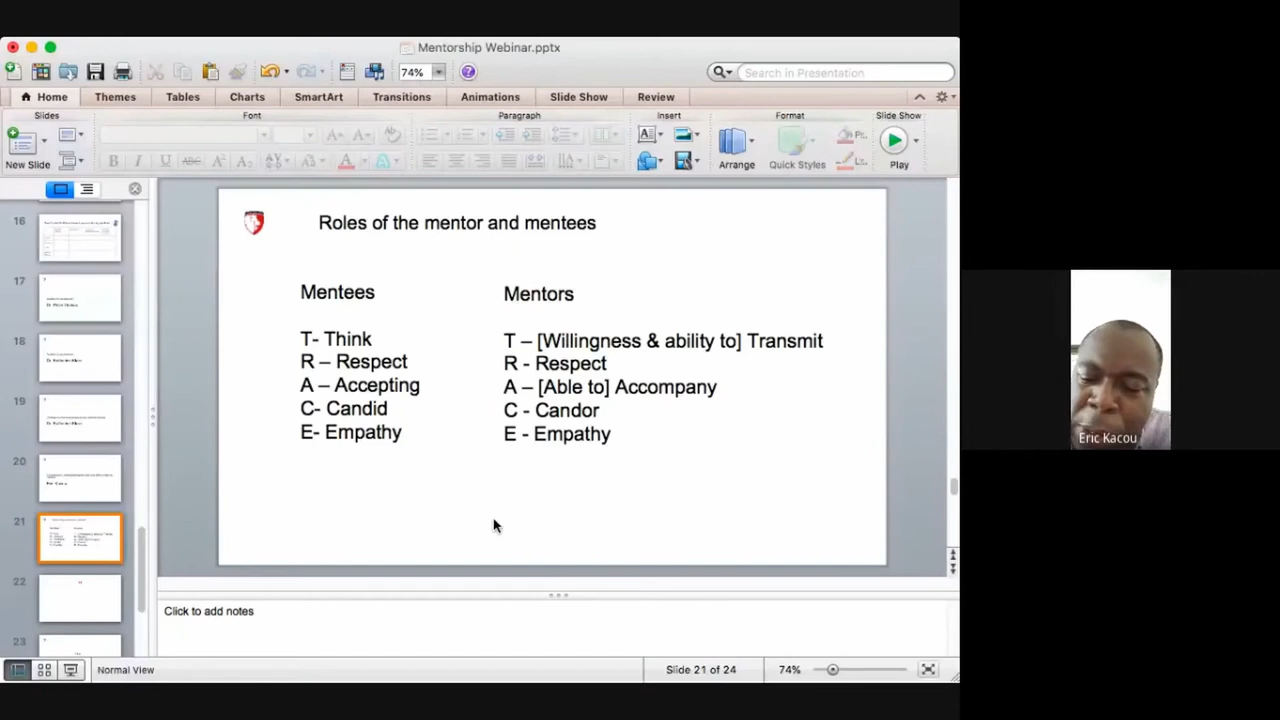 Mentorship Webinar.pptx
74%
Search in Presentation
Home Themes Tables Charts SmartArt Transitions Animations Slide Show Review
Slides Font Paragraph Insert Format Slide Show
New Slide Arrange Quick Styles Play
16
17
18
19
20
21
22
23
Roles of the mentor and mentees
Mentees
T- Think
R – Respect
A – Accepting
C- Candid
E- Empathy
Mentors
T – [Willingness & ability to] Transmit
R - Respect
A – [Able to] Accompany
C - Candor
E - Empathy
Click to add notes
Normal View Slide 21 of 24 74%
Eric Kacou